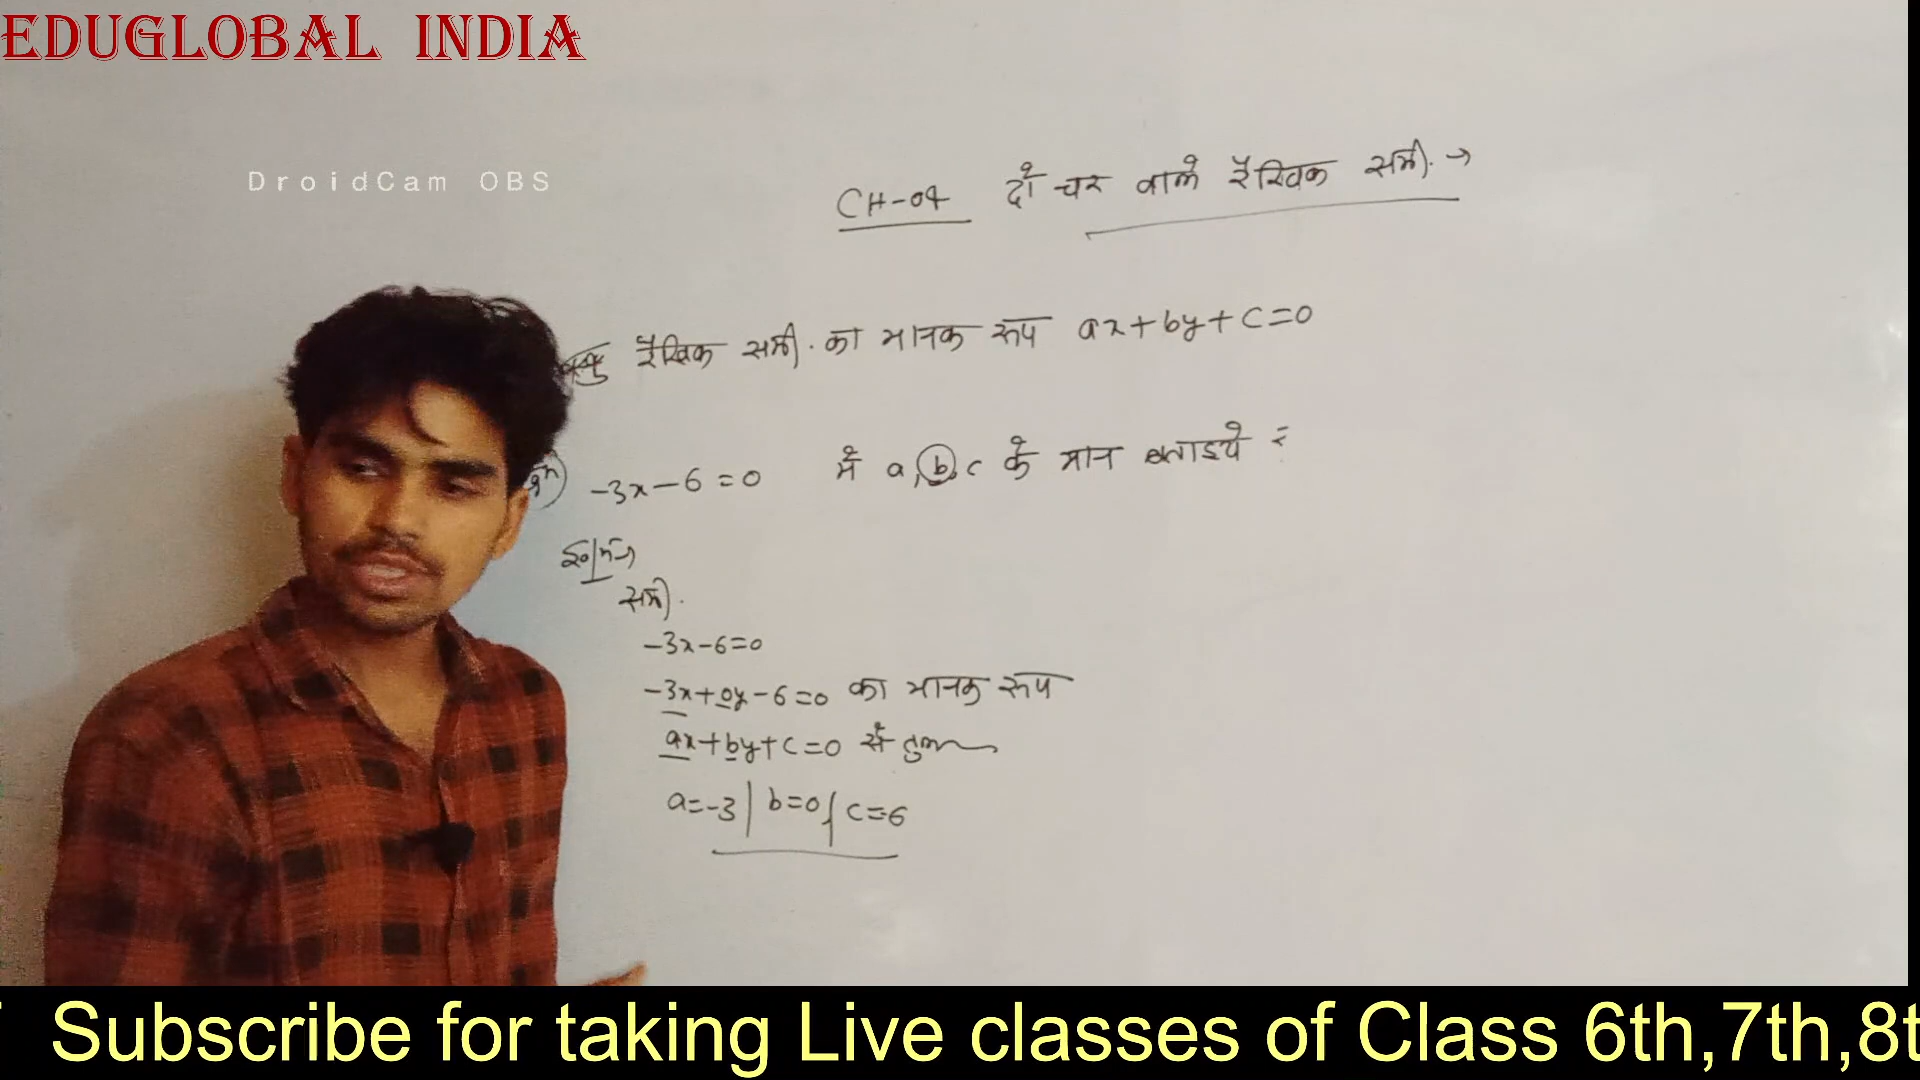 EDUGLOBAL INDIA
DroidCam OBS
CH-04 दो चर वाले रैखिक समी. →
रैखिक समी. का मानक रूप ax+by+c=0
-3x-6=0 में a, b, c के मान बताइये
समी.
-3x-6=0
-3x+0y-6=0 का मानक रूप
ax+by+c=0 से
a=-3 | b=0 | c=-6
Subscribe for taking Live classes of Class 6th,7th,8t